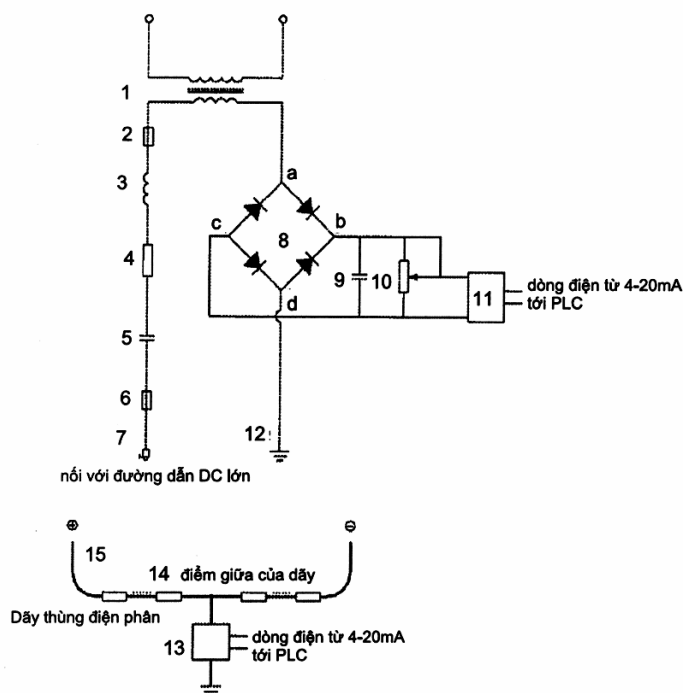 1
2
3
4
5
6
7
nối với đường dẫn DC lớn
a
c
b
8
d
9
10
11
dòng điện từ 4-20mA
tới PLC
12
15
14
điểm giữa của dãy
Dãy thùng điện phân
13
dòng điện từ 4-20mA
tới PLC